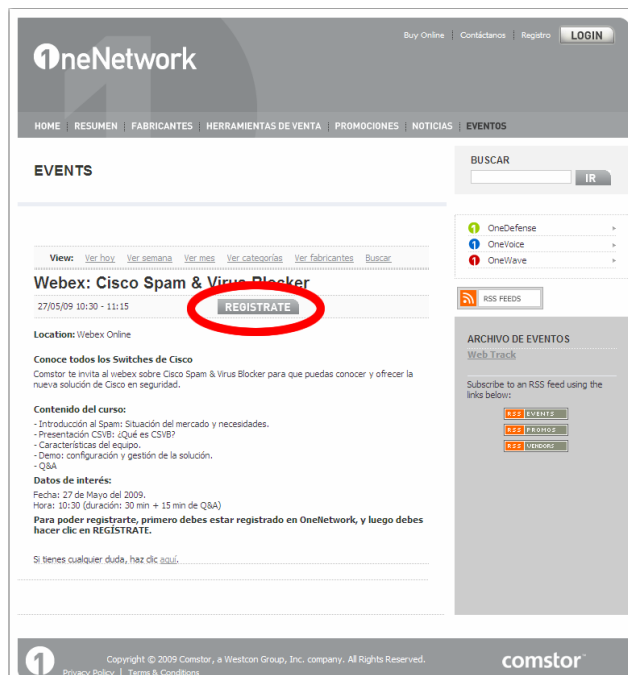 Buy Online | Contáctanos | Registro LOGIN
OneNetwork
HOME | RESUMEN | FABRICANTES | HERRAMIENTAS DE VENTA | PROMOCIONES | NOTICIAS | EVENTOS
EVENTS
BUSCAR
IR
OneDefense
OneVoice
OneWave
RSS FEEDS
View: Ver hoy Ver semana Ver mes Ver categorías Ver fabricantes Buscar
Webex: Cisco Spam & Virus Blocker
27/05/09 10:30 - 11:15 REGISTRATE
Location: Webex Online
Conoce todos los Switches de Cisco
Comstor te invita al webex sobre Cisco Spam & Virus Blocker para que puedas conocer y ofrecer la
nueva solución de Cisco en seguridad.
Contenido del curso:
- Introducción al Spam: Situación del mercado y necesidades.
- Presentación CSVB: ¿Qué es CSVB?
- Características del equipo.
- Demo: configuración y gestión de la solución.
- Q&A
Datos de interés:
Fecha: 27 de Mayo del 2009.
Hora: 10:30 (duración: 30 min + 15 min de Q&A)
Para poder registrarte, primero debes estar registrado en OneNetwork, y luego debes
hacer clic en REGÍSTRATE.
Si tienes cualquier duda, haz clic aquí.
ARCHIVO DE EVENTOS
Web Track
Subscribe to an RSS feed using the
links below:
RSS EVENTS
RSS PROMOS
RSS VENDORS
Copyright © 2009 Comstor, a Westcon Group, Inc. company. All Rights Reserved.
Privacy Policy | Terms & Conditions
comstor